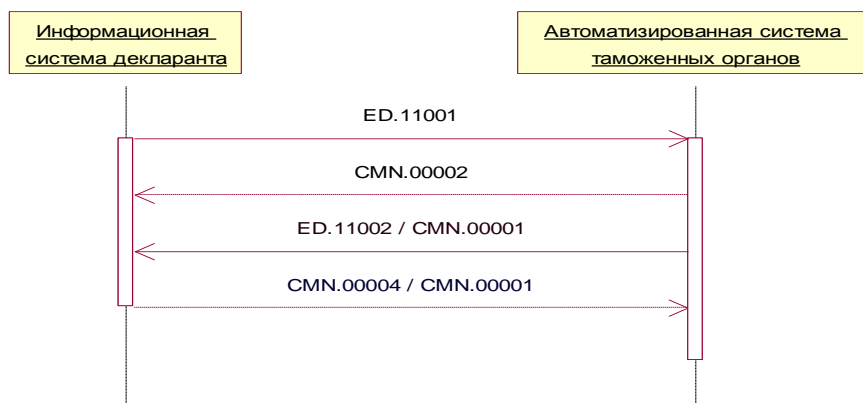 Информационная
система декларанта
Автоматизированная система
таможенных органов
ED.11001
CMN.00002
ED.11002 / CMN.00001
CMN.00004 / CMN.00001